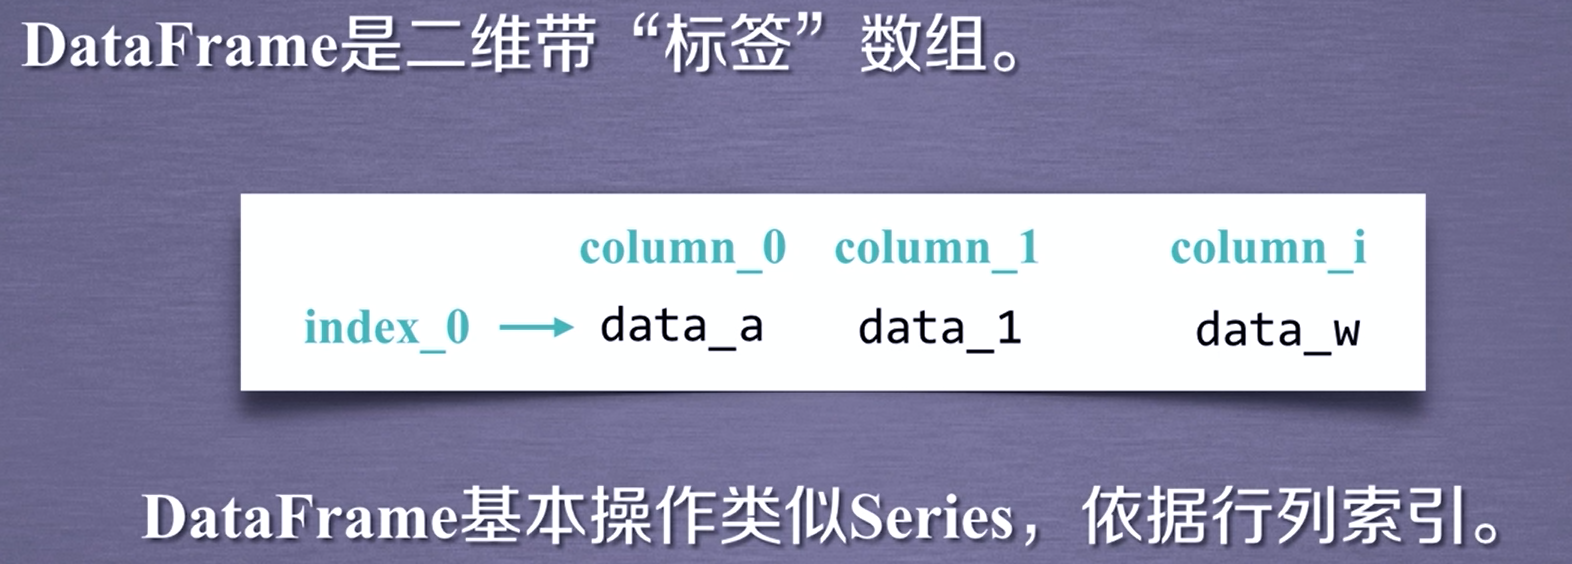 DataFrame是二维带“标签”数组。
column_0 column_1 column_i
index_0 data_a data_1 data_w
DataFrame基本操作类似Series，依据行列索引。